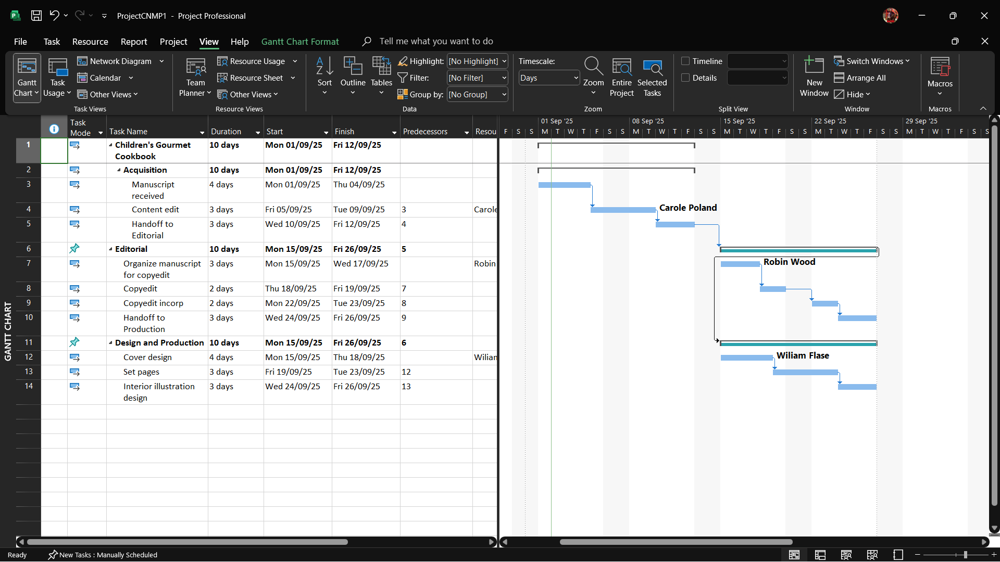 ProjectCNMP1 - Project Professional
File Task Resource Report Project View Help Gantt Chart Format Tell me what you want to do
Gantt Chart
Task Usage
Network Diagram
Calendar
Other Views
Task Views
Team Planner
Resource Usage
Resource Sheet
Other Views
Resource Views
Sort
Outline
Tables
Highlight: [No Highlight]
Filter: [No Filter]
Group by: [No Group]
Data
Timescale:
Days
Zoom
Entire Project
Selected Tasks
Zoom
Timeline
Details
Split View
New Window
Switch Windows
Arrange All
Hide
Window
Macros
Macros
Task Mode Task Name Duration Start Finish Predecessors Resou
01 Sep '25 08 Sep '25 15 Sep '25 22 Sep '25 29 Sep '25
F S S M T W T F S S M T W T F S S M T W T F S S M T W T F S S M T W T F S S
1 Children's Gourmet Cookbook 10 days Mon 01/09/25 Fri 12/09/25
2 Acquisition 10 days Mon 01/09/25 Fri 12/09/25
3 Manuscript received 4 days Mon 01/09/25 Thu 04/09/25
4 Content edit 3 days Fri 05/09/25 Tue 09/09/25 3 Carole
Carole Poland
5 Handoff to Editorial 3 days Wed 10/09/25 Fri 12/09/25 4
6 Editorial 10 days Mon 15/09/25 Fri 26/09/25 5
7 Organize manuscript for copyedit 3 days Mon 15/09/25 Wed 17/09/25 Robin
Robin Wood
8 Copyedit 2 days Thu 18/09/25 Fri 19/09/25 7
9 Copyedit incorp 2 days Mon 22/09/25 Tue 23/09/25 8
10 Handoff to Production 3 days Wed 24/09/25 Fri 26/09/25 9
11 Design and Production 10 days Mon 15/09/25 Fri 26/09/25 6
12 Cover design 4 days Mon 15/09/25 Thu 18/09/25 Wiliam
Wiliam Flase
13 Set pages 3 days Fri 19/09/25 Tue 23/09/25 12
14 Interior illustration design 3 days Wed 24/09/25 Fri 26/09/25 13
GANTT CHART
Ready New Tasks : Manually Scheduled